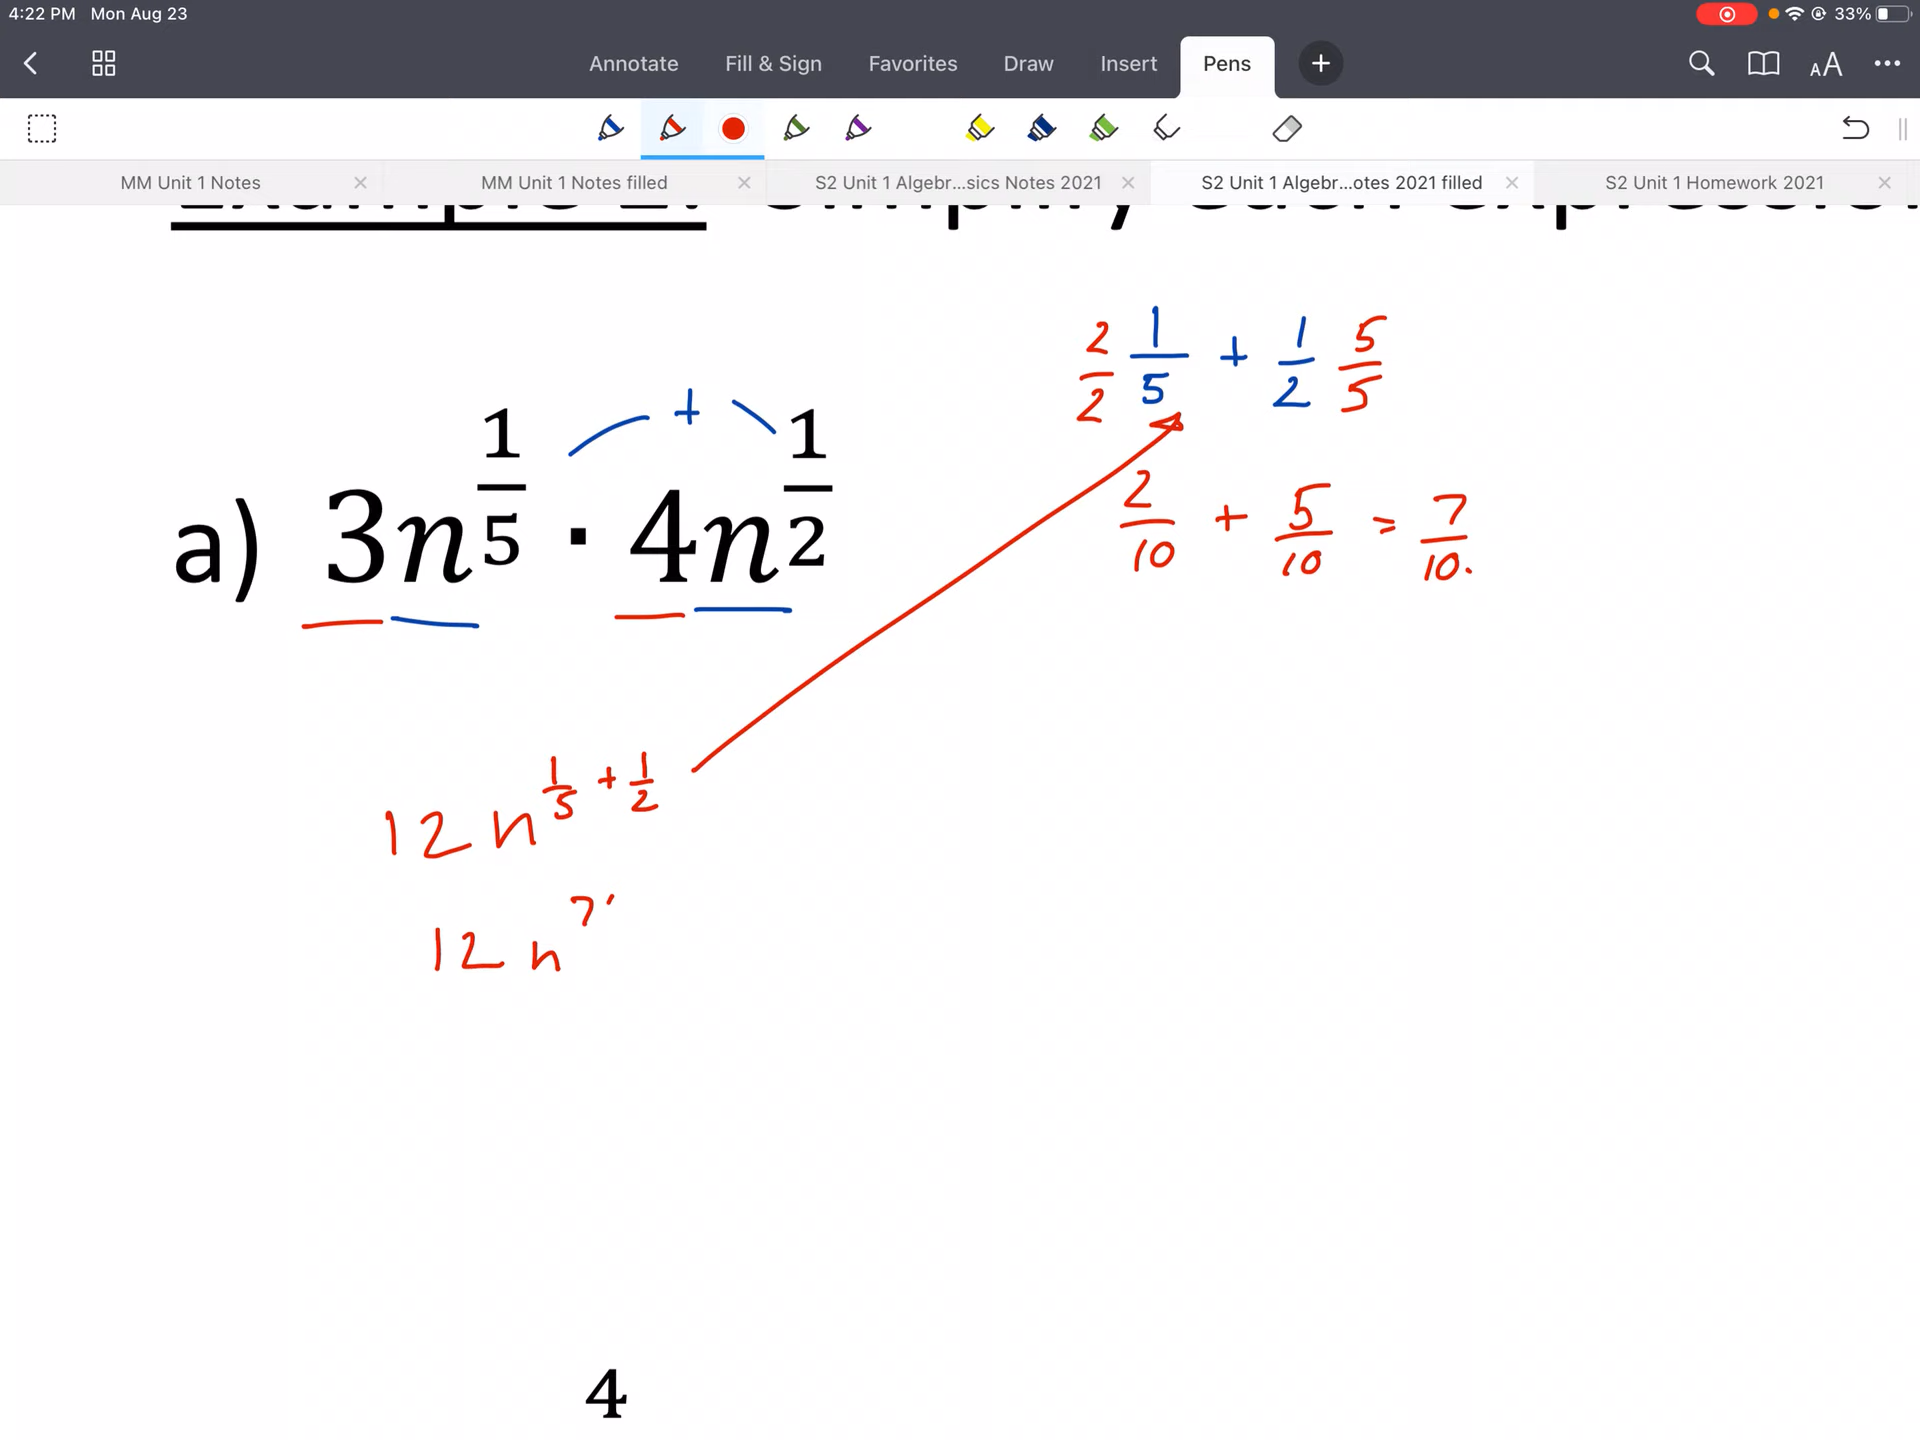 4:22 PM Mon Aug 23 33%
Annotate Fill & Sign Favorites Draw Insert Pens +
AA
MM Unit 1 Notes × MM Unit 1 Notes filled × S2 Unit 1 Algebr...sics Notes 2021 × S2 Unit 1 Algebr...otes 2021 filled × S2 Unit 1 Homework 2021 ×
2/2 1/5 + 1/2 5/5
+
a) 3n^(1/5) · 4n^(1/2)
2/10 + 5/10 = 7/10.
12n^(1/5 + 1/2)
12n^7
4